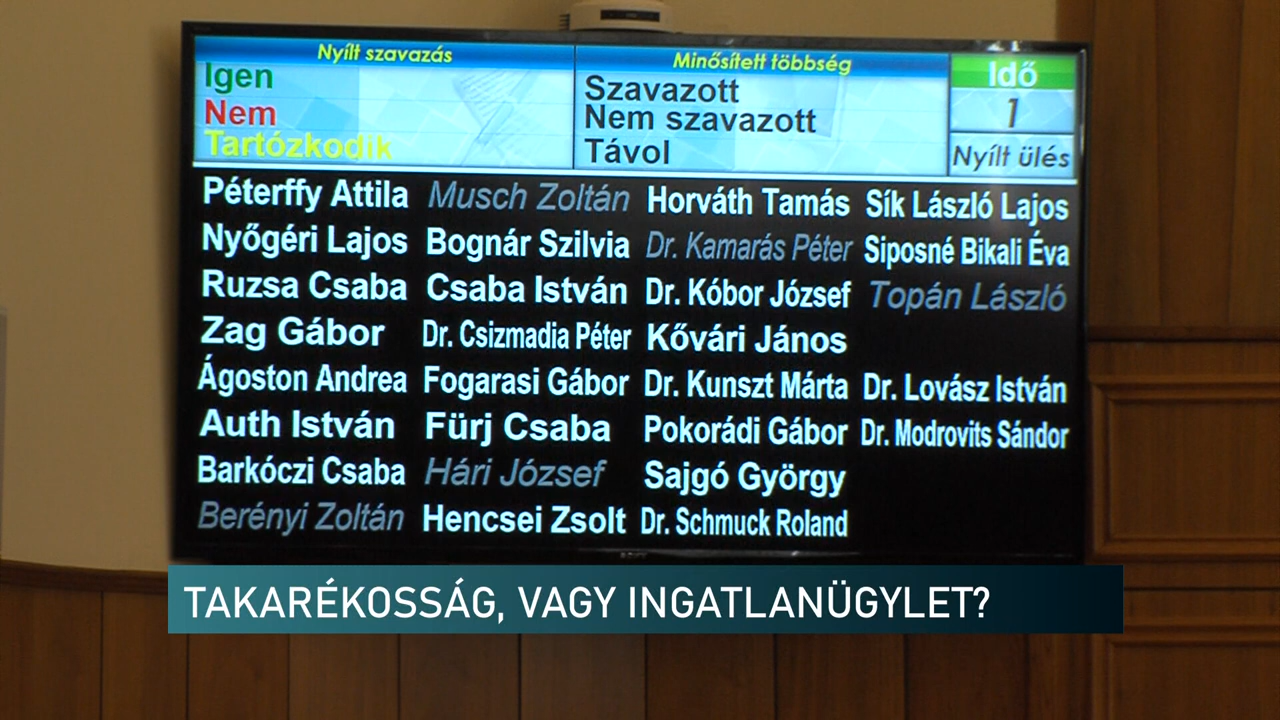 Nyílt szavazás
Igen
Nem
Tartózkodik
Minősített többség
Szavazott
Nem szavazott
Távol
Idő
1
Nyílt ülés
Péterffy Attila Musch Zoltán Horváth Tamás Sík László Lajos
Nyőgéri Lajos Bognár Szilvia Dr. Kamarás Péter Siposné Bikali Éva
Ruzsa Csaba Csaba István Dr. Kóbor József Topán László
Zag Gábor Dr. Csizmadia Péter Kővári János
Ágoston Andrea Fogarasi Gábor Dr. Kunszt Márta Dr. Lovász István
Auth István Fürj Csaba Pokorádi Gábor Dr. Modrovits Sándor
Barkóczi Csaba Hári József Sajgó György
Berényi Zoltán Hencsei Zsolt Dr. Schmuck Roland
SONY
TAKARÉKOSSÁG, VAGY INGATLANÜGYLET?